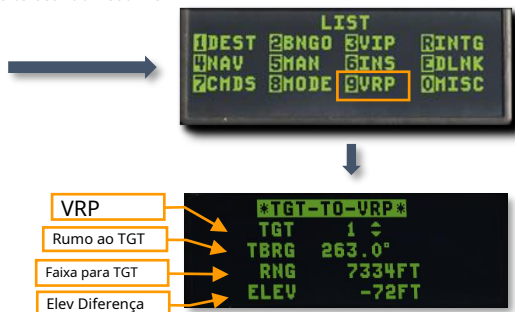 LIST
1DEST 2BNGO 3VIP RINTG
4NAV 5MAN 6INS EDLNK
7CMDS 8MODE 9VRP 0MISC
VRP
Rumo ao TGT
Faixa para TGT
Elev Diferença
*TGT-TO-VRP*
TGT 1
TBRG 263.0°
RNG 7334FT
ELEV -72FT